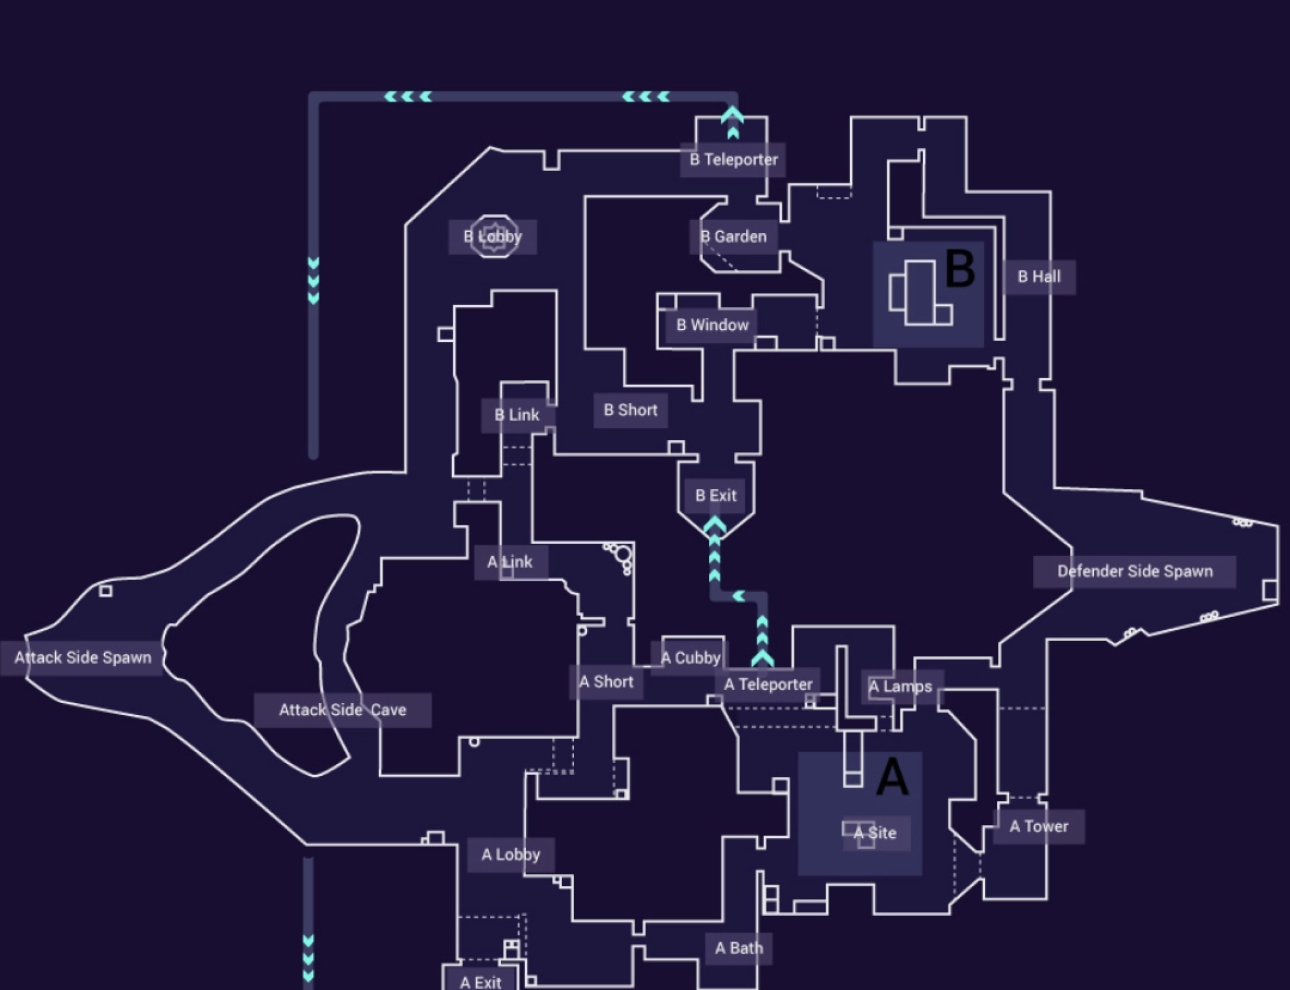 B Teleporter
B Lobby
B Garden
B
B Hall
B Window
B Link
B Short
B Exit
A Link
Defender Side Spawn
Attack Side Spawn
A Cubby
A Short
A Teleporter
A Lamps
Attack Side Cave
A
A Site
A Tower
A Lobby
A Bath
A Exit